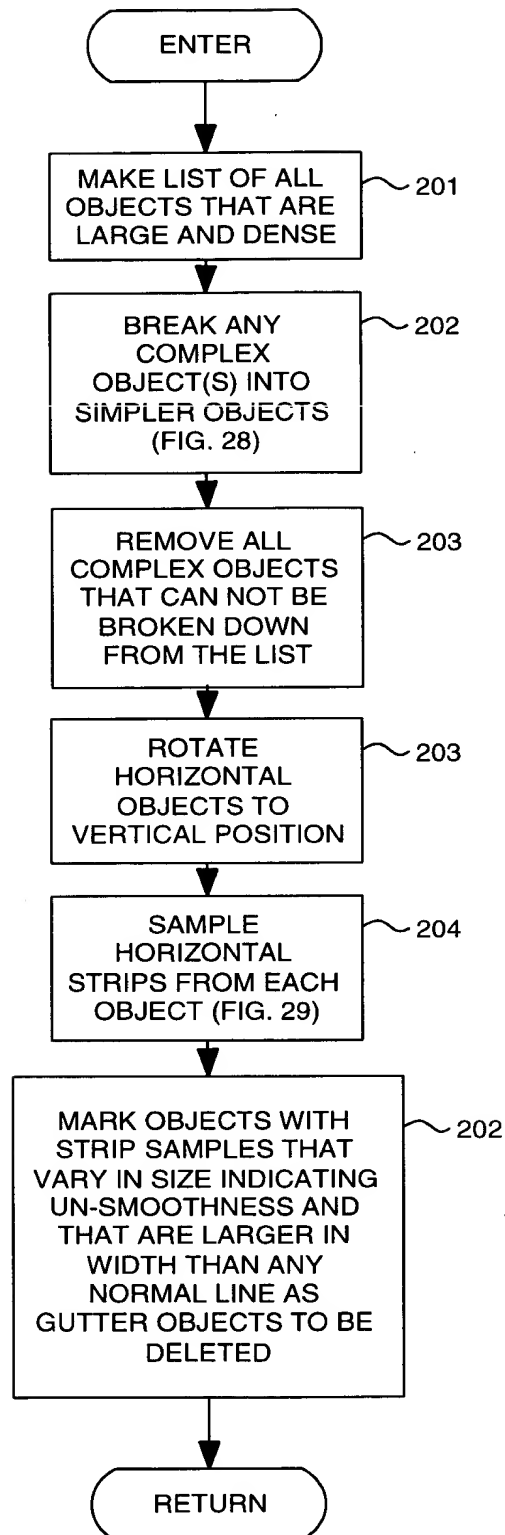 ENTER
MAKE LIST OF ALL
OBJECTS THAT ARE
LARGE AND DENSE
201
BREAK ANY
COMPLEX
OBJECT(S) INTO
SIMPLER OBJECTS
(FIG. 28)
202
REMOVE ALL
COMPLEX OBJECTS
THAT CAN NOT BE
BROKEN DOWN
FROM THE LIST
203
ROTATE
HORIZONTAL
OBJECTS TO
VERTICAL POSITION
203
SAMPLE
HORIZONTAL
STRIPS FROM EACH
OBJECT (FIG. 29)
204
MARK OBJECTS WITH
STRIP SAMPLES THAT
VARY IN SIZE INDICATING
UN-SMOOTHNESS AND
THAT ARE LARGER IN
WIDTH THAN ANY
NORMAL LINE AS
GUTTER OBJECTS TO BE
DELETED
202
RETURN